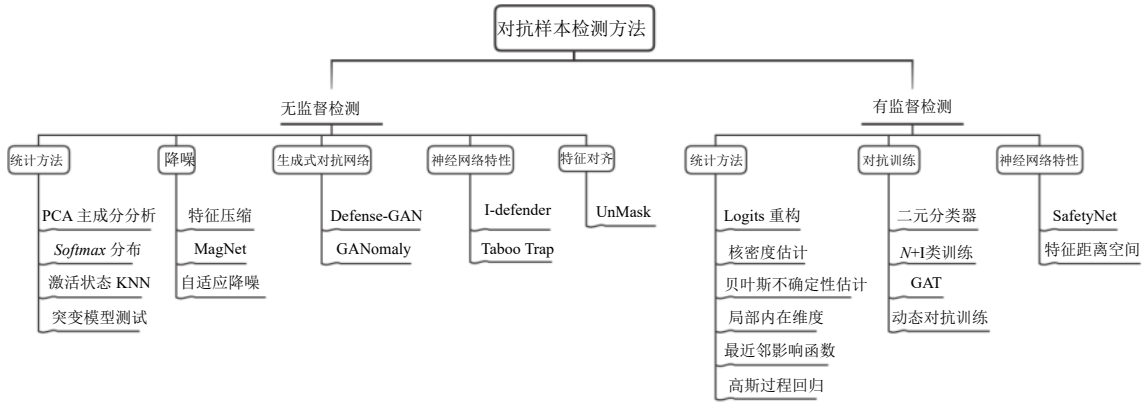 对抗样本检测方法
无监督检测
有监督检测
统计方法
降噪
生成式对抗网络
神经网络特性
特征对齐
统计方法
对抗训练
神经网络特性
PCA 主成分分析
Softmax 分布
激活状态 KNN
突变模型测试
特征压缩
MagNet
自适应降噪
Defense-GAN
GANomaly
I-defender
Taboo Trap
UnMask
Logits 重构
核密度估计
贝叶斯不确定性估计
局部内在维度
最近邻影响函数
高斯过程回归
二元分类器
N+I类训练
GAT
动态对抗训练
SafetyNet
特征距离空间